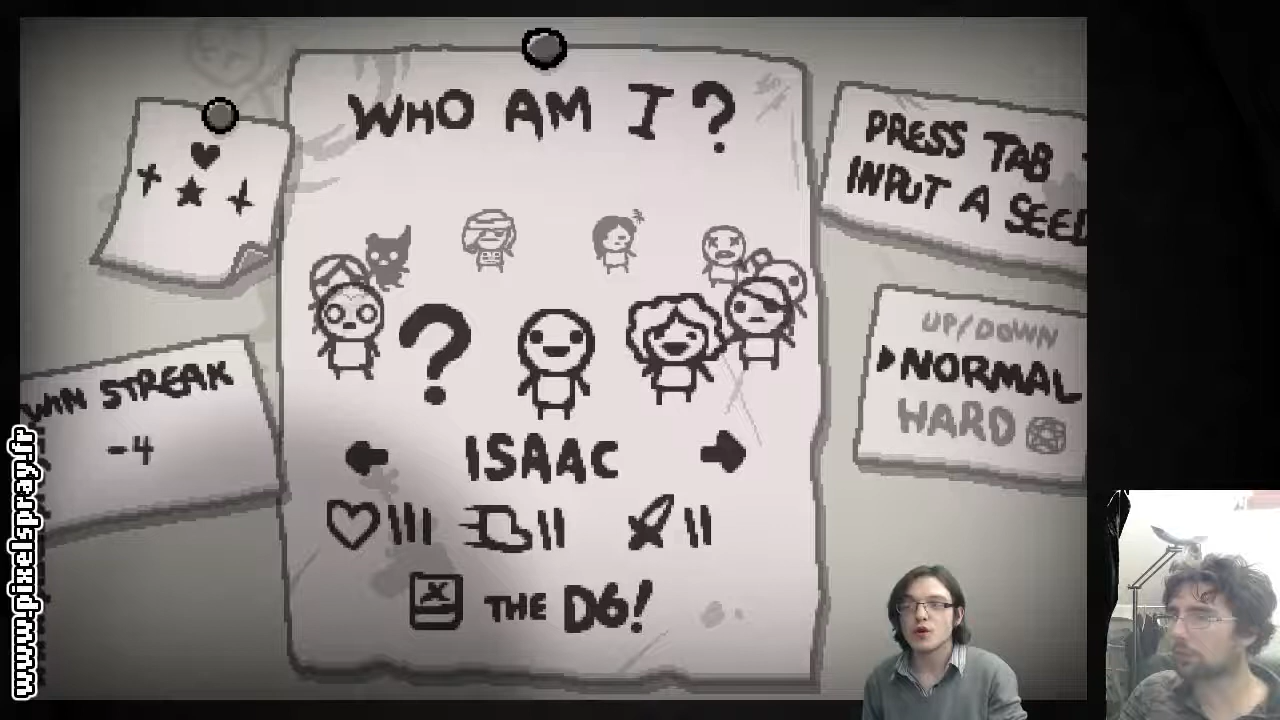 WHO AM I ?
PRESS TAB
INPUT A SEED
WIN STREAK
-4
UP/DOWN
NORMAL
HARD
?
ISAAC
THE D6!
www.pixelspray.fr